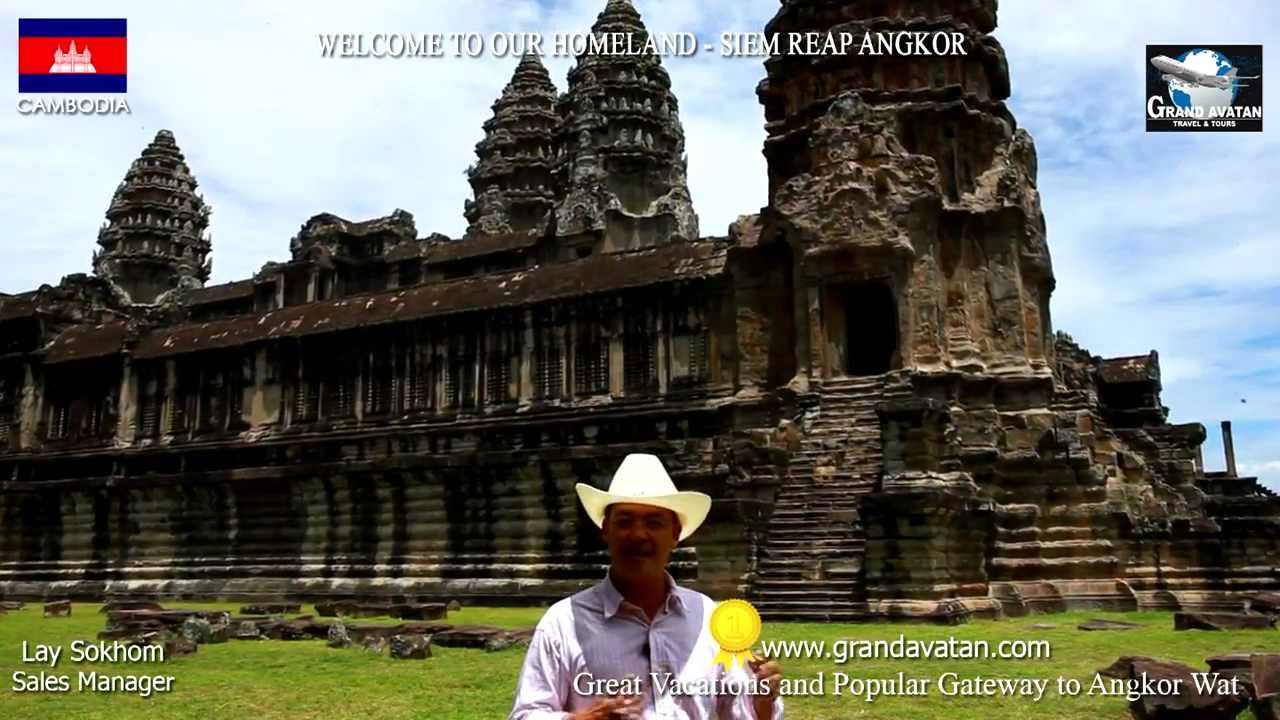 WELCOME TO OUR HOMELAND - SIEM REAP ANGKOR
CAMBODIA
GRAND AVATAN
TRAVEL & TOURS
1
Lay Sokhom
Sales Manager
www.grandavatan.com
Great Vacations and Popular Gateway to Angkor Wat